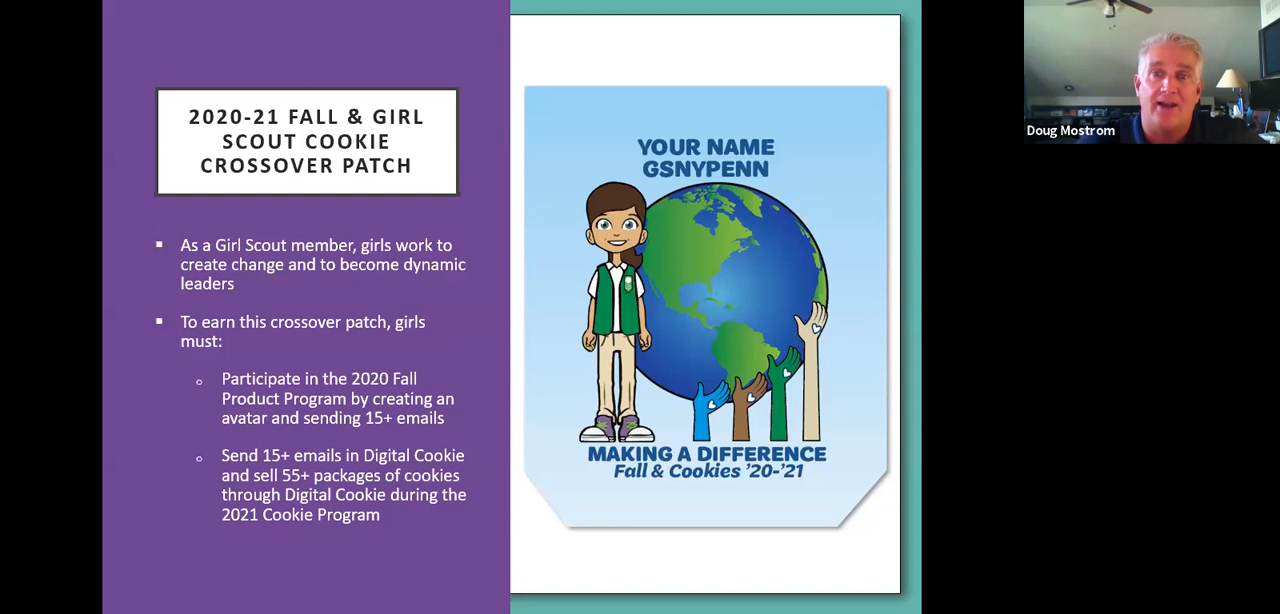 2020-21 FALL & GIRL
SCOUT COOKIE
CROSSOVER PATCH
As a Girl Scout member, girls work to
create change and to become dynamic
leaders
To earn this crossover patch, girls
must:
Participate in the 2020 Fall
Product Program by creating an
avatar and sending 15+ emails
Send 15+ emails in Digital Cookie
and sell 55+ packages of cookies
through Digital Cookie during the
2021 Cookie Program
YOUR NAME
GSNYPENN
MAKING A DIFFERENCE
Fall & Cookies '20-'21
Doug Mostrom